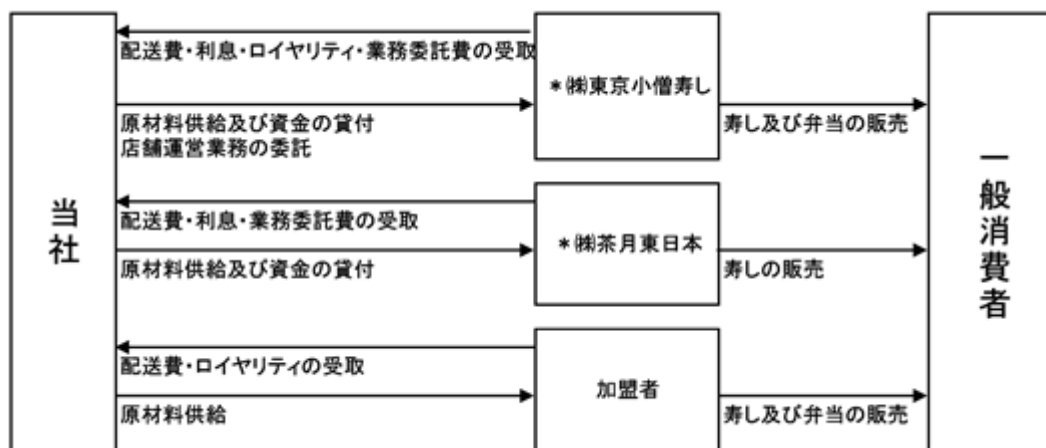 当社
配送費・利息・ロイヤリティ・業務委託費の受取
原材料供給及び資金の貸付
店舗運営業務の委託
*㈱東京小僧寿し
寿し及び弁当の販売
配送費・利息・業務委託費の受取
原材料供給及び資金の貸付
*㈱茶月東日本
寿しの販売
配送費・ロイヤリティの受取
原材料供給
加盟者
寿し及び弁当の販売
一般消費者